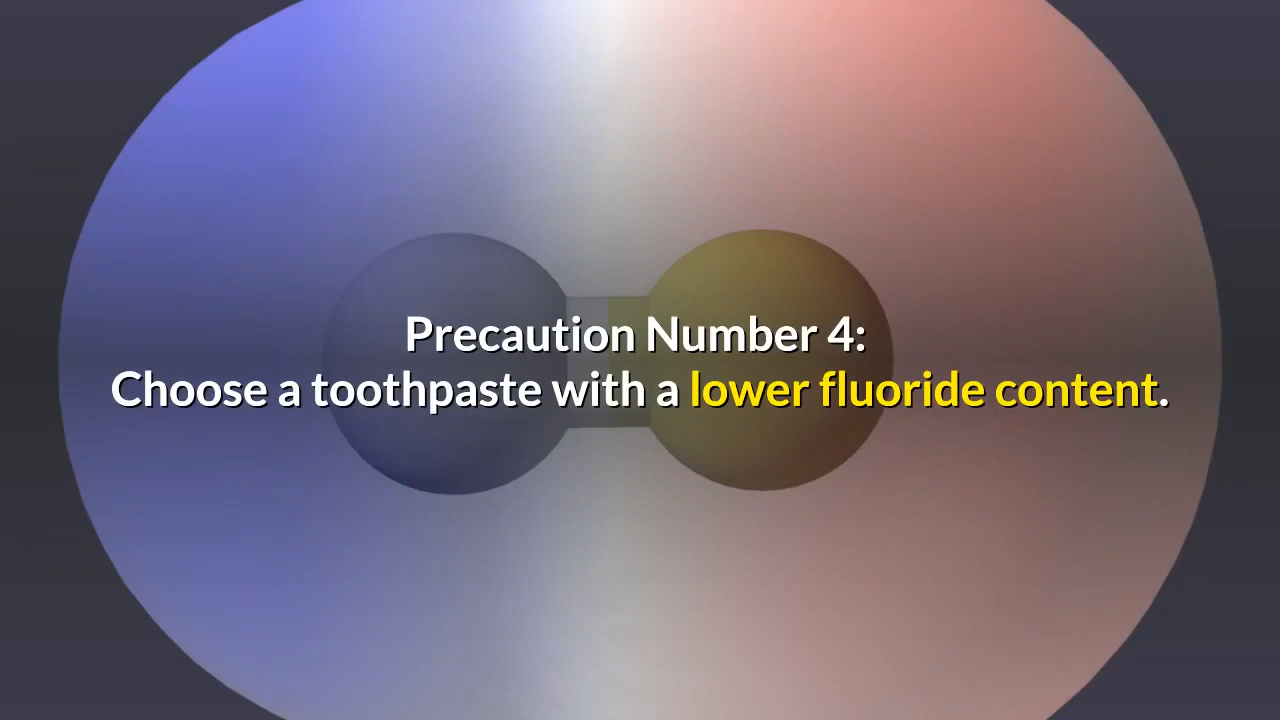 Precaution Number 4:
Choose a toothpaste with a lower fluoride content.